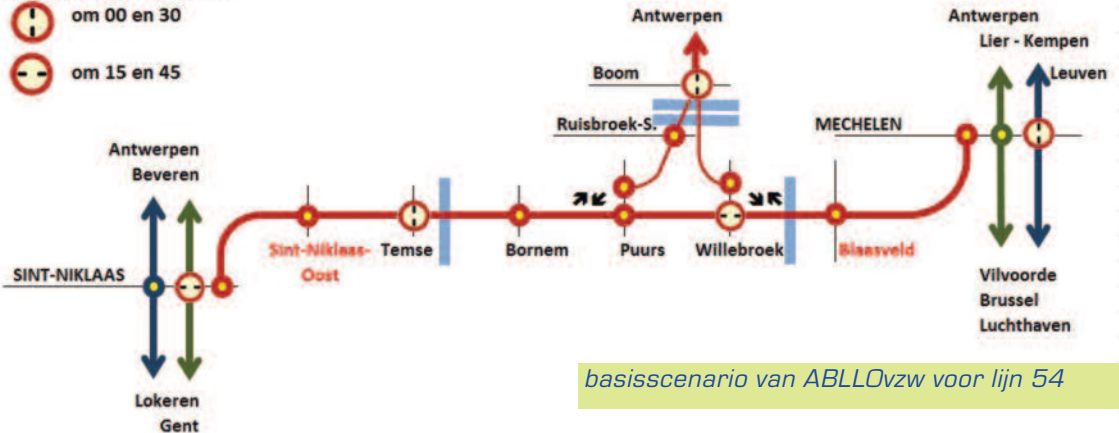 om 00 en 30
om 15 en 45
Antwerpen
Beveren
SINT-NIKLAAS
Lokeren
Gent
Sint-Niklaas-
Oost
Temse
Bornem
Puurs
Willebroek
Blaasveld
Ruisbroek-S.
Boom
Antwerpen
MECHELEN
Antwerpen
Lier - Kempen
Leuven
Vilvoorde
Brussel
Luchthaven
basisscenario van ABLLOvzw voor lijn 54